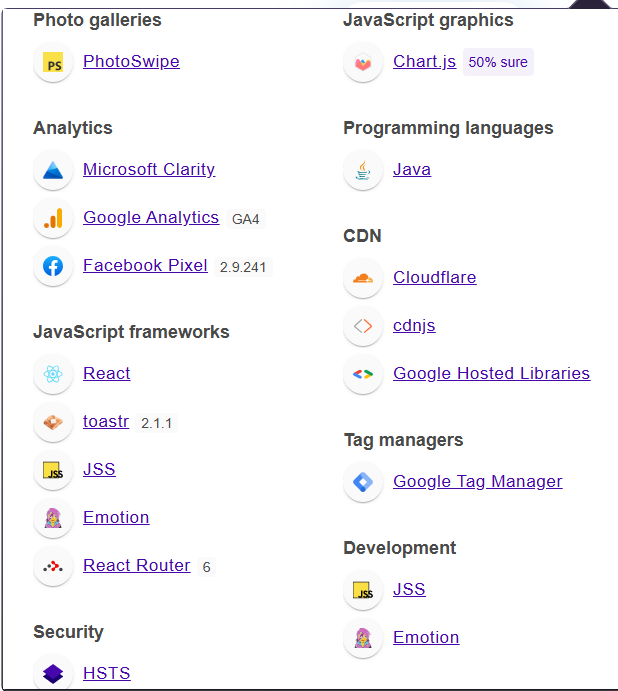 Photo galleries
PS
PhotoSwipe
Analytics
Microsoft Clarity
Google Analytics GA4
Facebook Pixel 2.9.241
JavaScript frameworks
React
toastr 2.1.1
JSS
JSS
Emotion
React Router 6
Security
HSTS
JavaScript graphics
Chart.js 50% sure
Programming languages
Java
CDN
Cloudflare
cdnjs
Google Hosted Libraries
Tag managers
Google Tag Manager
Development
JSS
JSS
Emotion